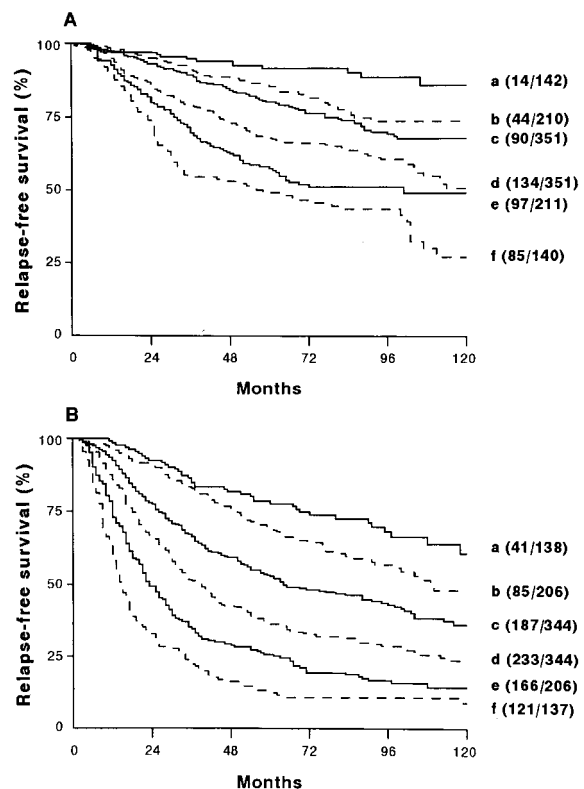 A
Relapse-free survival (%)
100
75
50
25
0
0 24 48 72 96 120
Months
a (14/142)
b (44/210)
c (90/351)
d (134/351)
e (97/211)
f (85/140)
B
Relapse-free survival (%)
100
75
50
25
0
0 24 48 72 96 120
Months
a (41/138)
b (85/206)
c (187/344)
d (233/344)
e (166/206)
f (121/137)